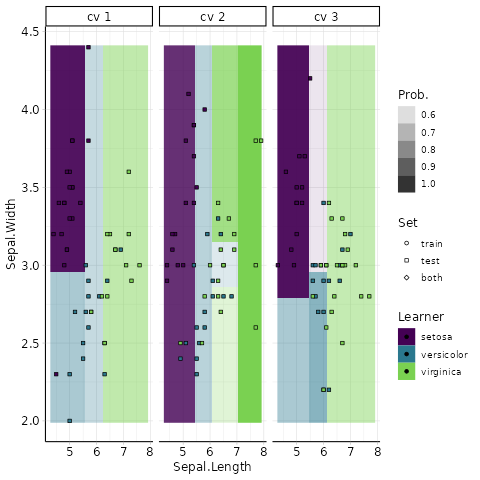 cv 1 cv 2 cv 3
4.5
4.0
3.5
3.0
2.5
2.0
Sepal.Width
5 6 7 8 5 6 7 8 5 6 7 8
Sepal.Length
Prob.
0.6
0.7
0.8
0.9
1.0
Set
train
test
both
Learner
setosa
versicolor
virginica